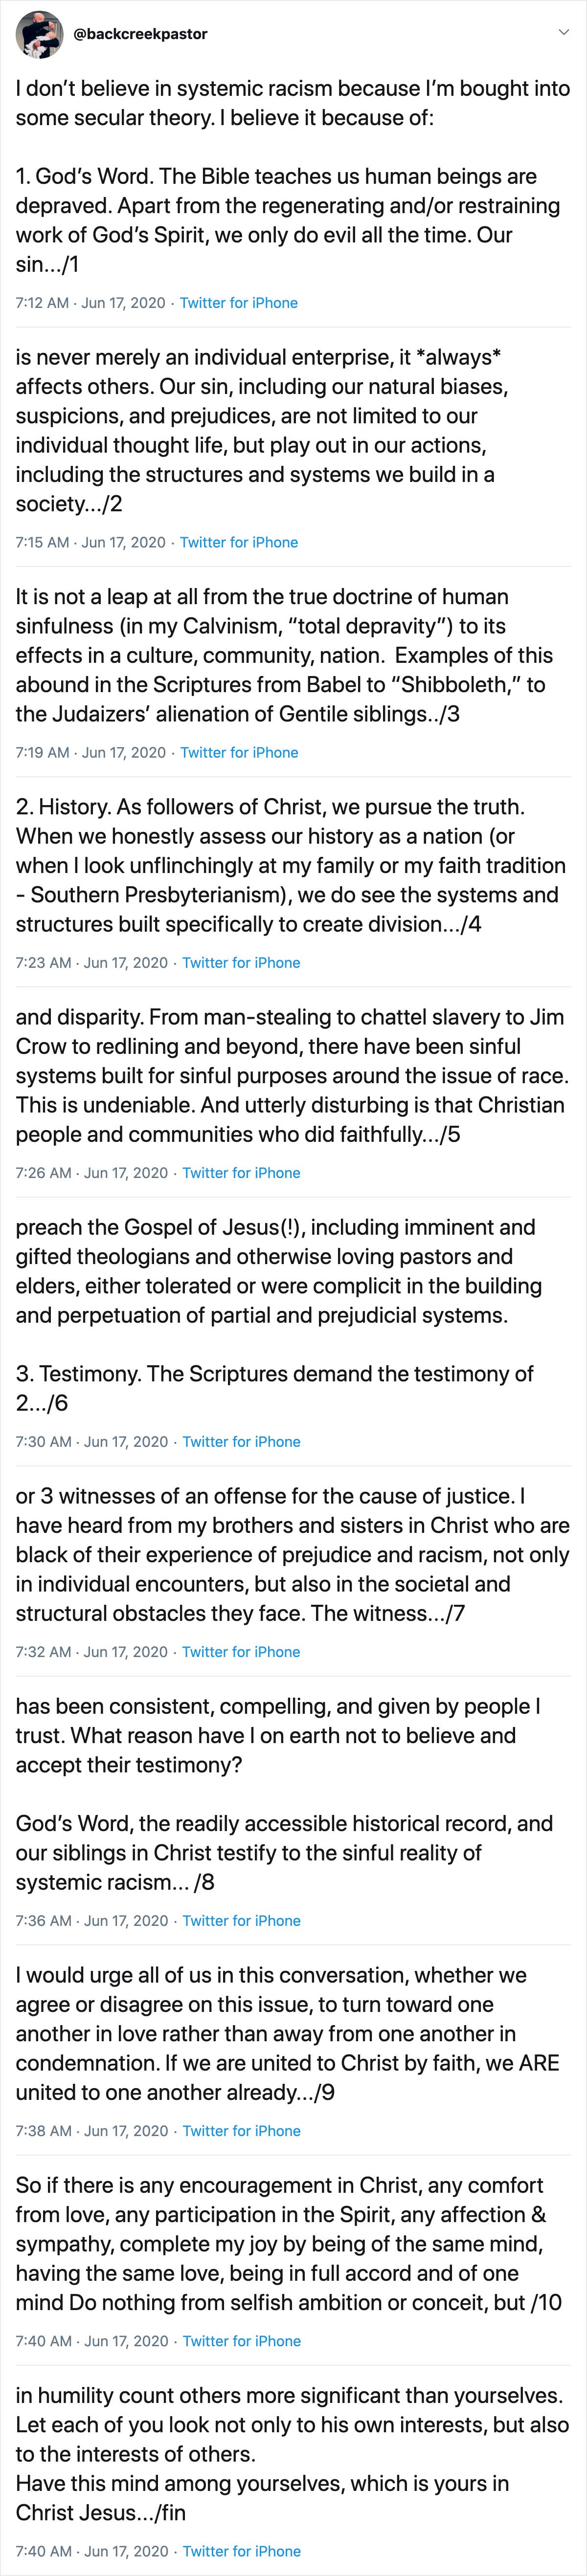 @backcreekpastor
I don’t believe in systemic racism because I’m bought into
some secular theory. I believe it because of:
1. God’s Word. The Bible teaches us human beings are
depraved. Apart from the regenerating and/or restraining
work of God’s Spirit, we only do evil all the time. Our
sin.../1
7:12 AM · Jun 17, 2020 · Twitter for iPhone
is never merely an individual enterprise, it *always*
affects others. Our sin, including our natural biases,
suspicions, and prejudices, are not limited to our
individual thought life, but play out in our actions,
including the structures and systems we build in a
society.../2
7:15 AM · Jun 17, 2020 · Twitter for iPhone
It is not a leap at all from the true doctrine of human
sinfulness (in my Calvinism, “total depravity”) to its
effects in a culture, community, nation.  Examples of this
abound in the Scriptures from Babel to “Shibboleth,” to
the Judaizers’ alienation of Gentile siblings../3
7:19 AM · Jun 17, 2020 · Twitter for iPhone
2. History. As followers of Christ, we pursue the truth.
When we honestly assess our history as a nation (or
when I look unflinchingly at my family or my faith tradition
- Southern Presbyterianism), we do see the systems and
structures built specifically to create division.../4
7:23 AM · Jun 17, 2020 · Twitter for iPhone
and disparity. From man-stealing to chattel slavery to Jim
Crow to redlining and beyond, there have been sinful
systems built for sinful purposes around the issue of race.
This is undeniable. And utterly disturbing is that Christian
people and communities who did faithfully.../5
7:26 AM · Jun 17, 2020 · Twitter for iPhone
preach the Gospel of Jesus(!), including imminent and
gifted theologians and otherwise loving pastors and
elders, either tolerated or were complicit in the building
and perpetuation of partial and prejudicial systems.
3. Testimony. The Scriptures demand the testimony of
2.../6
7:30 AM · Jun 17, 2020 · Twitter for iPhone
or 3 witnesses of an offense for the cause of justice. I
have heard from my brothers and sisters in Christ who are
black of their experience of prejudice and racism, not only
in individual encounters, but also in the societal and
structural obstacles they face. The witness.../7
7:32 AM · Jun 17, 2020 · Twitter for iPhone
has been consistent, compelling, and given by people I
trust. What reason have I on earth not to believe and
accept their testimony?
God’s Word, the readily accessible historical record, and
our siblings in Christ testify to the sinful reality of
systemic racism... /8
7:36 AM · Jun 17, 2020 · Twitter for iPhone
I would urge all of us in this conversation, whether we
agree or disagree on this issue, to turn toward one
another in love rather than away from one another in
condemnation. If we are united to Christ by faith, we ARE
united to one another already.../9
7:38 AM · Jun 17, 2020 · Twitter for iPhone
So if there is any encouragement in Christ, any comfort
from love, any participation in the Spirit, any affection &
sympathy, complete my joy by being of the same mind,
having the same love, being in full accord and of one
mind Do nothing from selfish ambition or conceit, but /10
7:40 AM · Jun 17, 2020 · Twitter for iPhone
in humility count others more significant than yourselves.
Let each of you look not only to his own interests, but also
to the interests of others.
Have this mind among yourselves, which is yours in
Christ Jesus.../fin
7:40 AM · Jun 17, 2020 · Twitter for iPhone